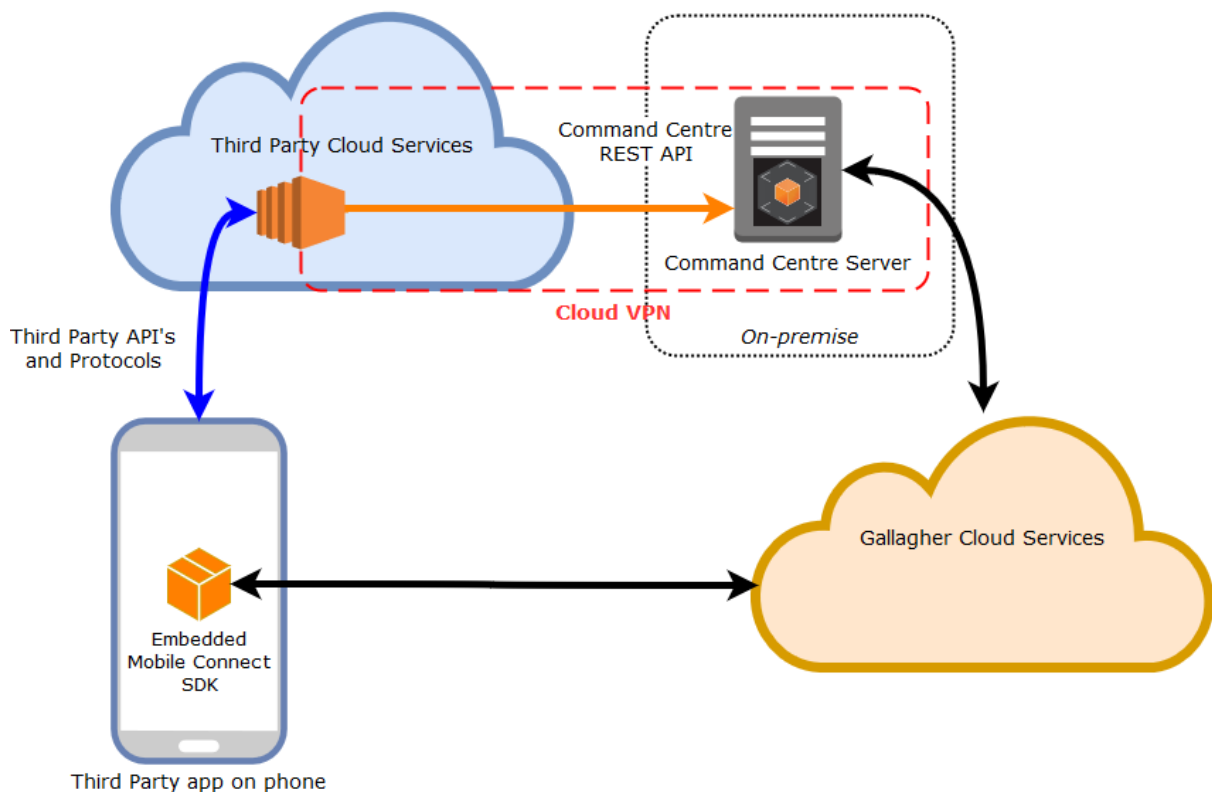 Third Party Cloud Services
Command Centre
REST API
Command Centre Server
Cloud VPN
On-premise
Third Party API's
and Protocols
Gallagher Cloud Services
Embedded
Mobile Connect
SDK
Third Party app on phone